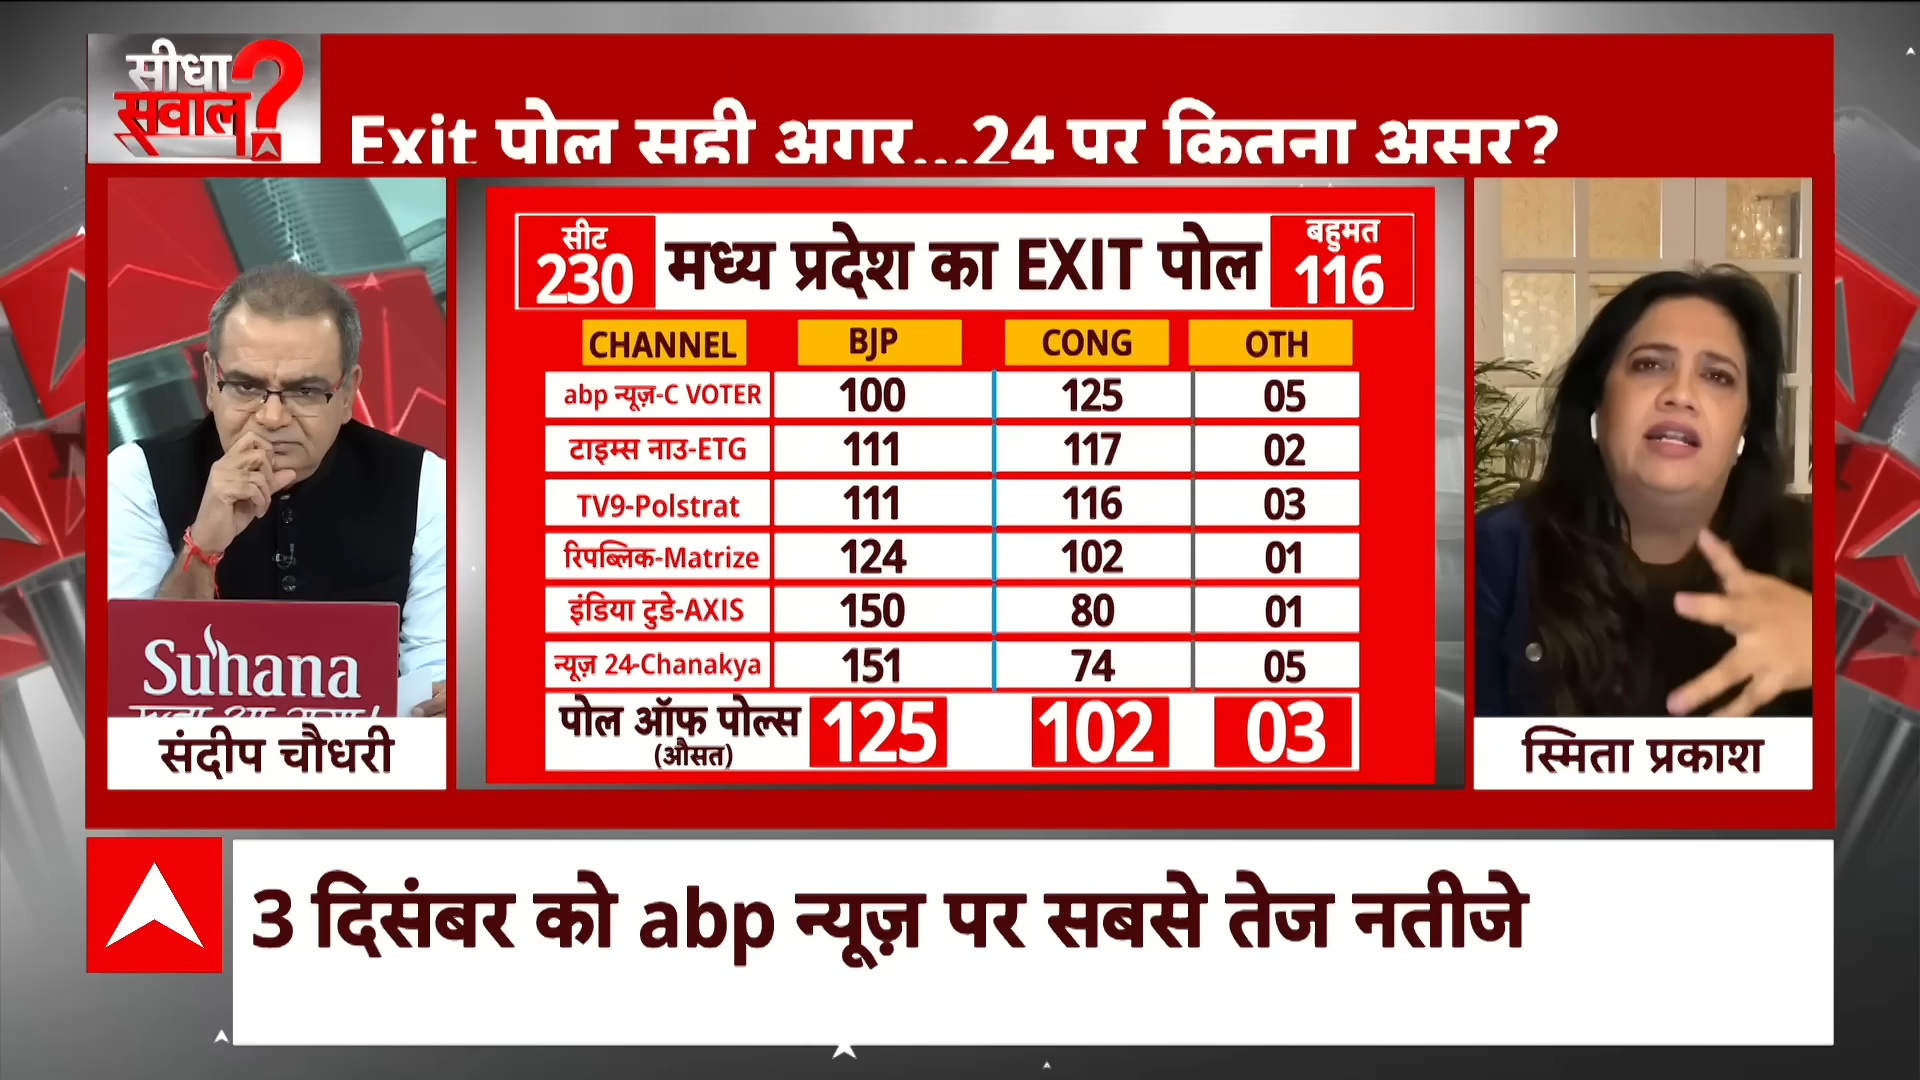 सीधा
सवाल?
Exit पोल सही अगर...24 पर कितना असर?
सीट
230
मध्य प्रदेश का EXIT पोल
बहुमत
116
CHANNEL BJP CONG OTH
abp न्यूज़-C VOTER 100 125 05
टाइम्स नाउ-ETG 111 117 02
TV9-Polstrat 111 116 03
रिपब्लिक-Matrize 124 102 01
इंडिया टुडे-AXIS 150 80 01
न्यूज़ 24-Chanakya 151 74 05
पोल ऑफ पोल्स 125 102 03
(औसत)
Suhana
संदीप चौधरी
स्मिता प्रकाश
3 दिसंबर को abp न्यूज़ पर सबसे तेज नतीजे